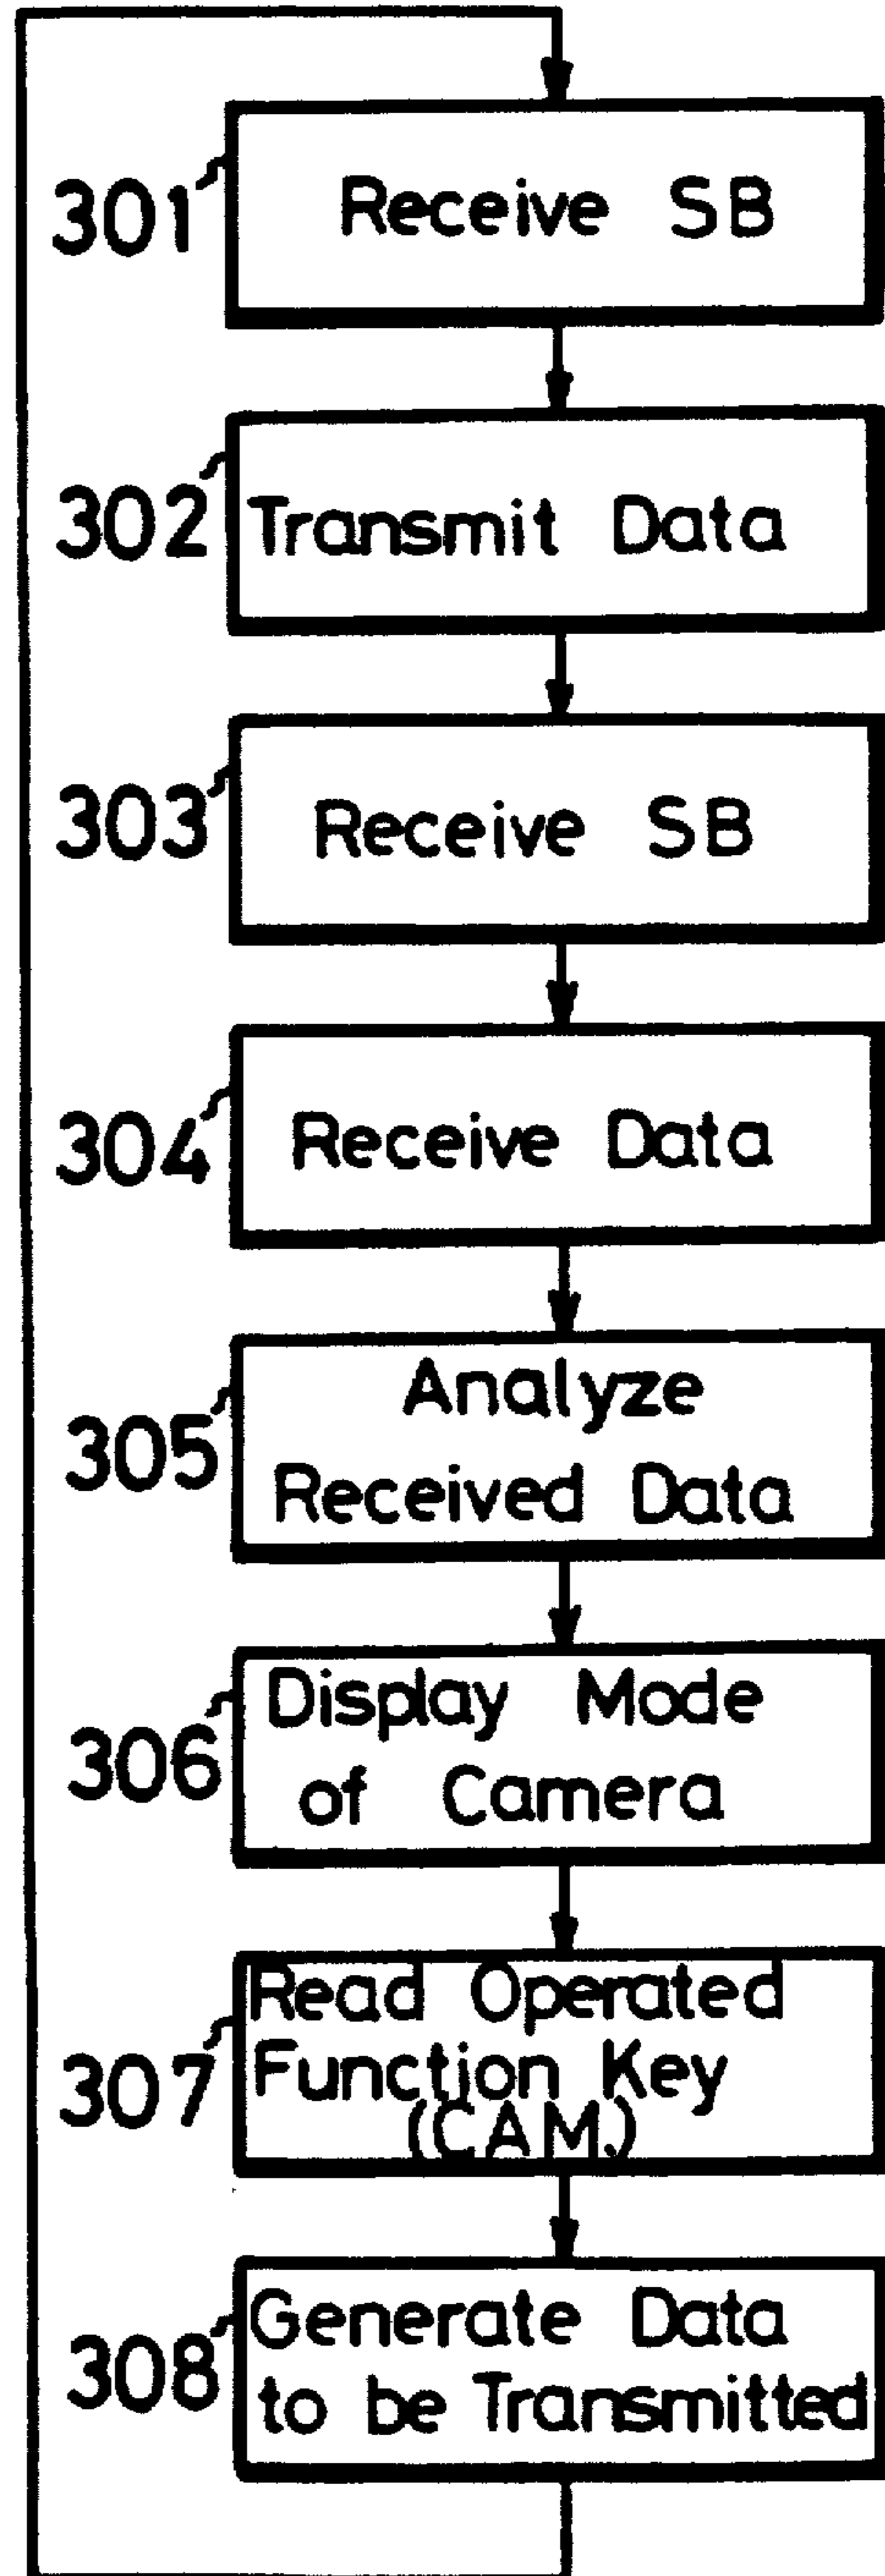 301
Receive SB
302
Transmit Data
303
Receive SB
304
Receive Data
305
Analyze
Received Data
306
Display Mode
of Camera
307
Read Operated
Function Key
(CAM.)
308
Generate Data
to be Transmitted